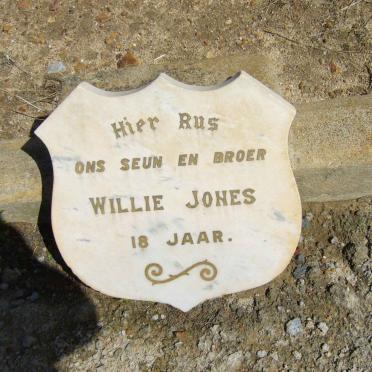 Hier Rus
ONS SEUN EN BROER
WILLIE JONES
18 JAAR.